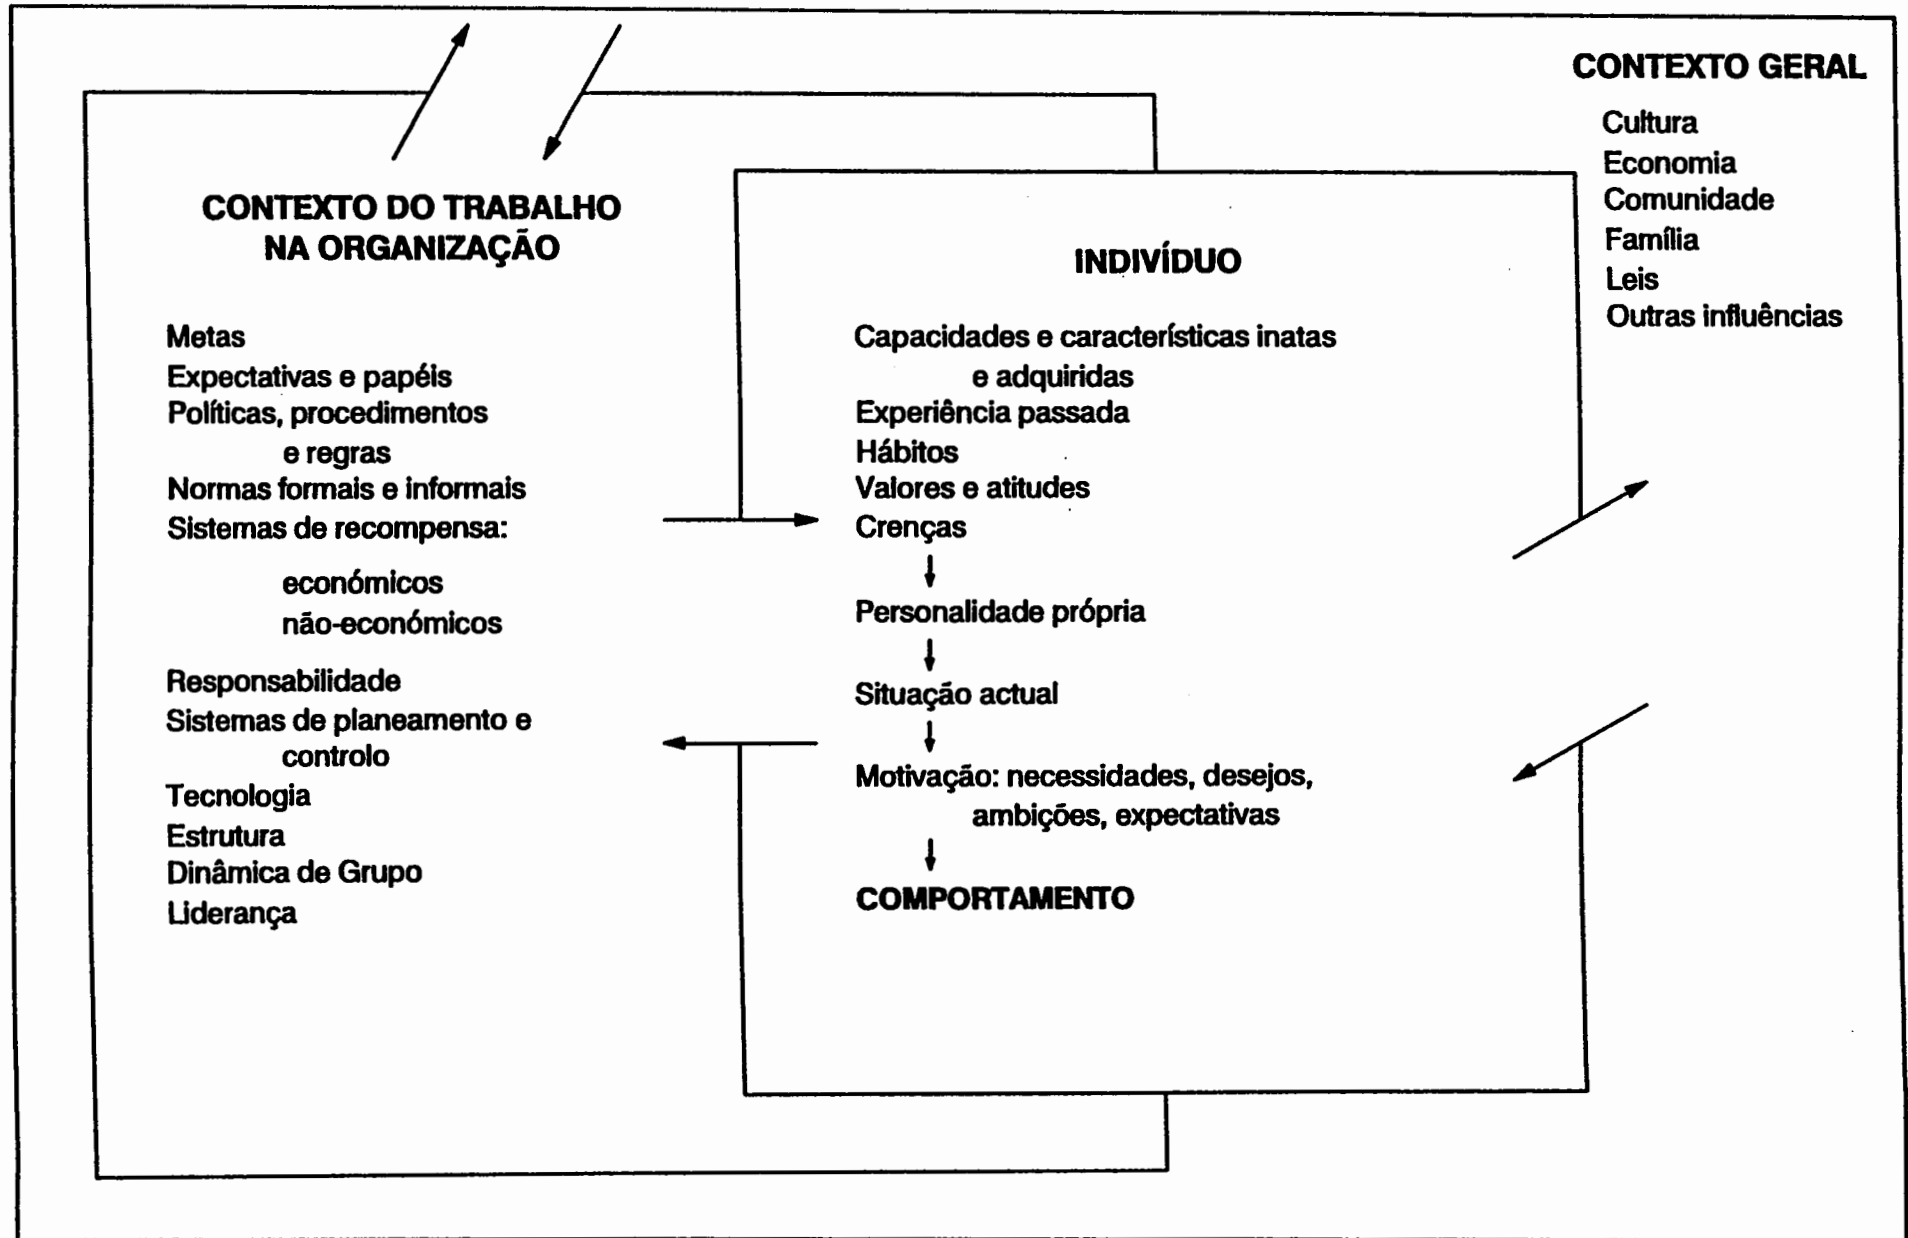 CONTEXTO GERAL
Cultura
Economia
Comunidade
Família
Leis
Outras influências
CONTEXTO DO TRABALHO
NA ORGANIZAÇÃO
Metas
Expectativas e papéis
Políticas, procedimentos
e regras
Normas formais e informais
Sistemas de recompensa:
económicos
não-económicos
Responsabilidade
Sistemas de planeamento e
controlo
Tecnologia
Estrutura
Dinâmica de Grupo
Liderança
INDIVÍDUO
Capacidades e características inatas
e adquiridas
Experiência passada
Hábitos
Valores e atitudes
Crenças
Personalidade própria
Situação actual
Motivação: necessidades, desejos,
ambições, expectativas
COMPORTAMENTO